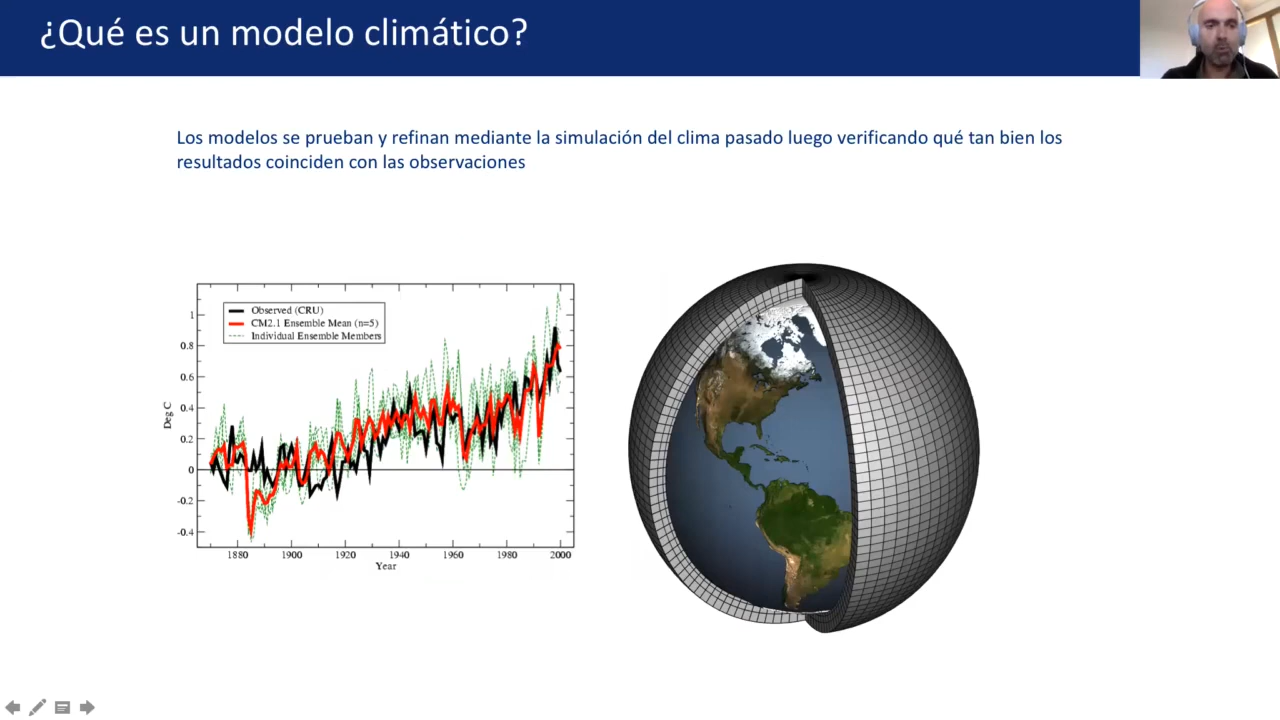 ¿Qué es un modelo climático?
Los modelos se prueban y refinan mediante la simulación del clima pasado luego verificando qué tan bien los
resultados coinciden con las observaciones
Observed (CRU)
CM2.1 Ensemble Mean (n=5)
Individual Ensemble Members
1
0.8
0.6
0.4
0.2
0
-0.2
-0.4
Deg C
1880 1900 1920 1940 1960 1980 2000
Year